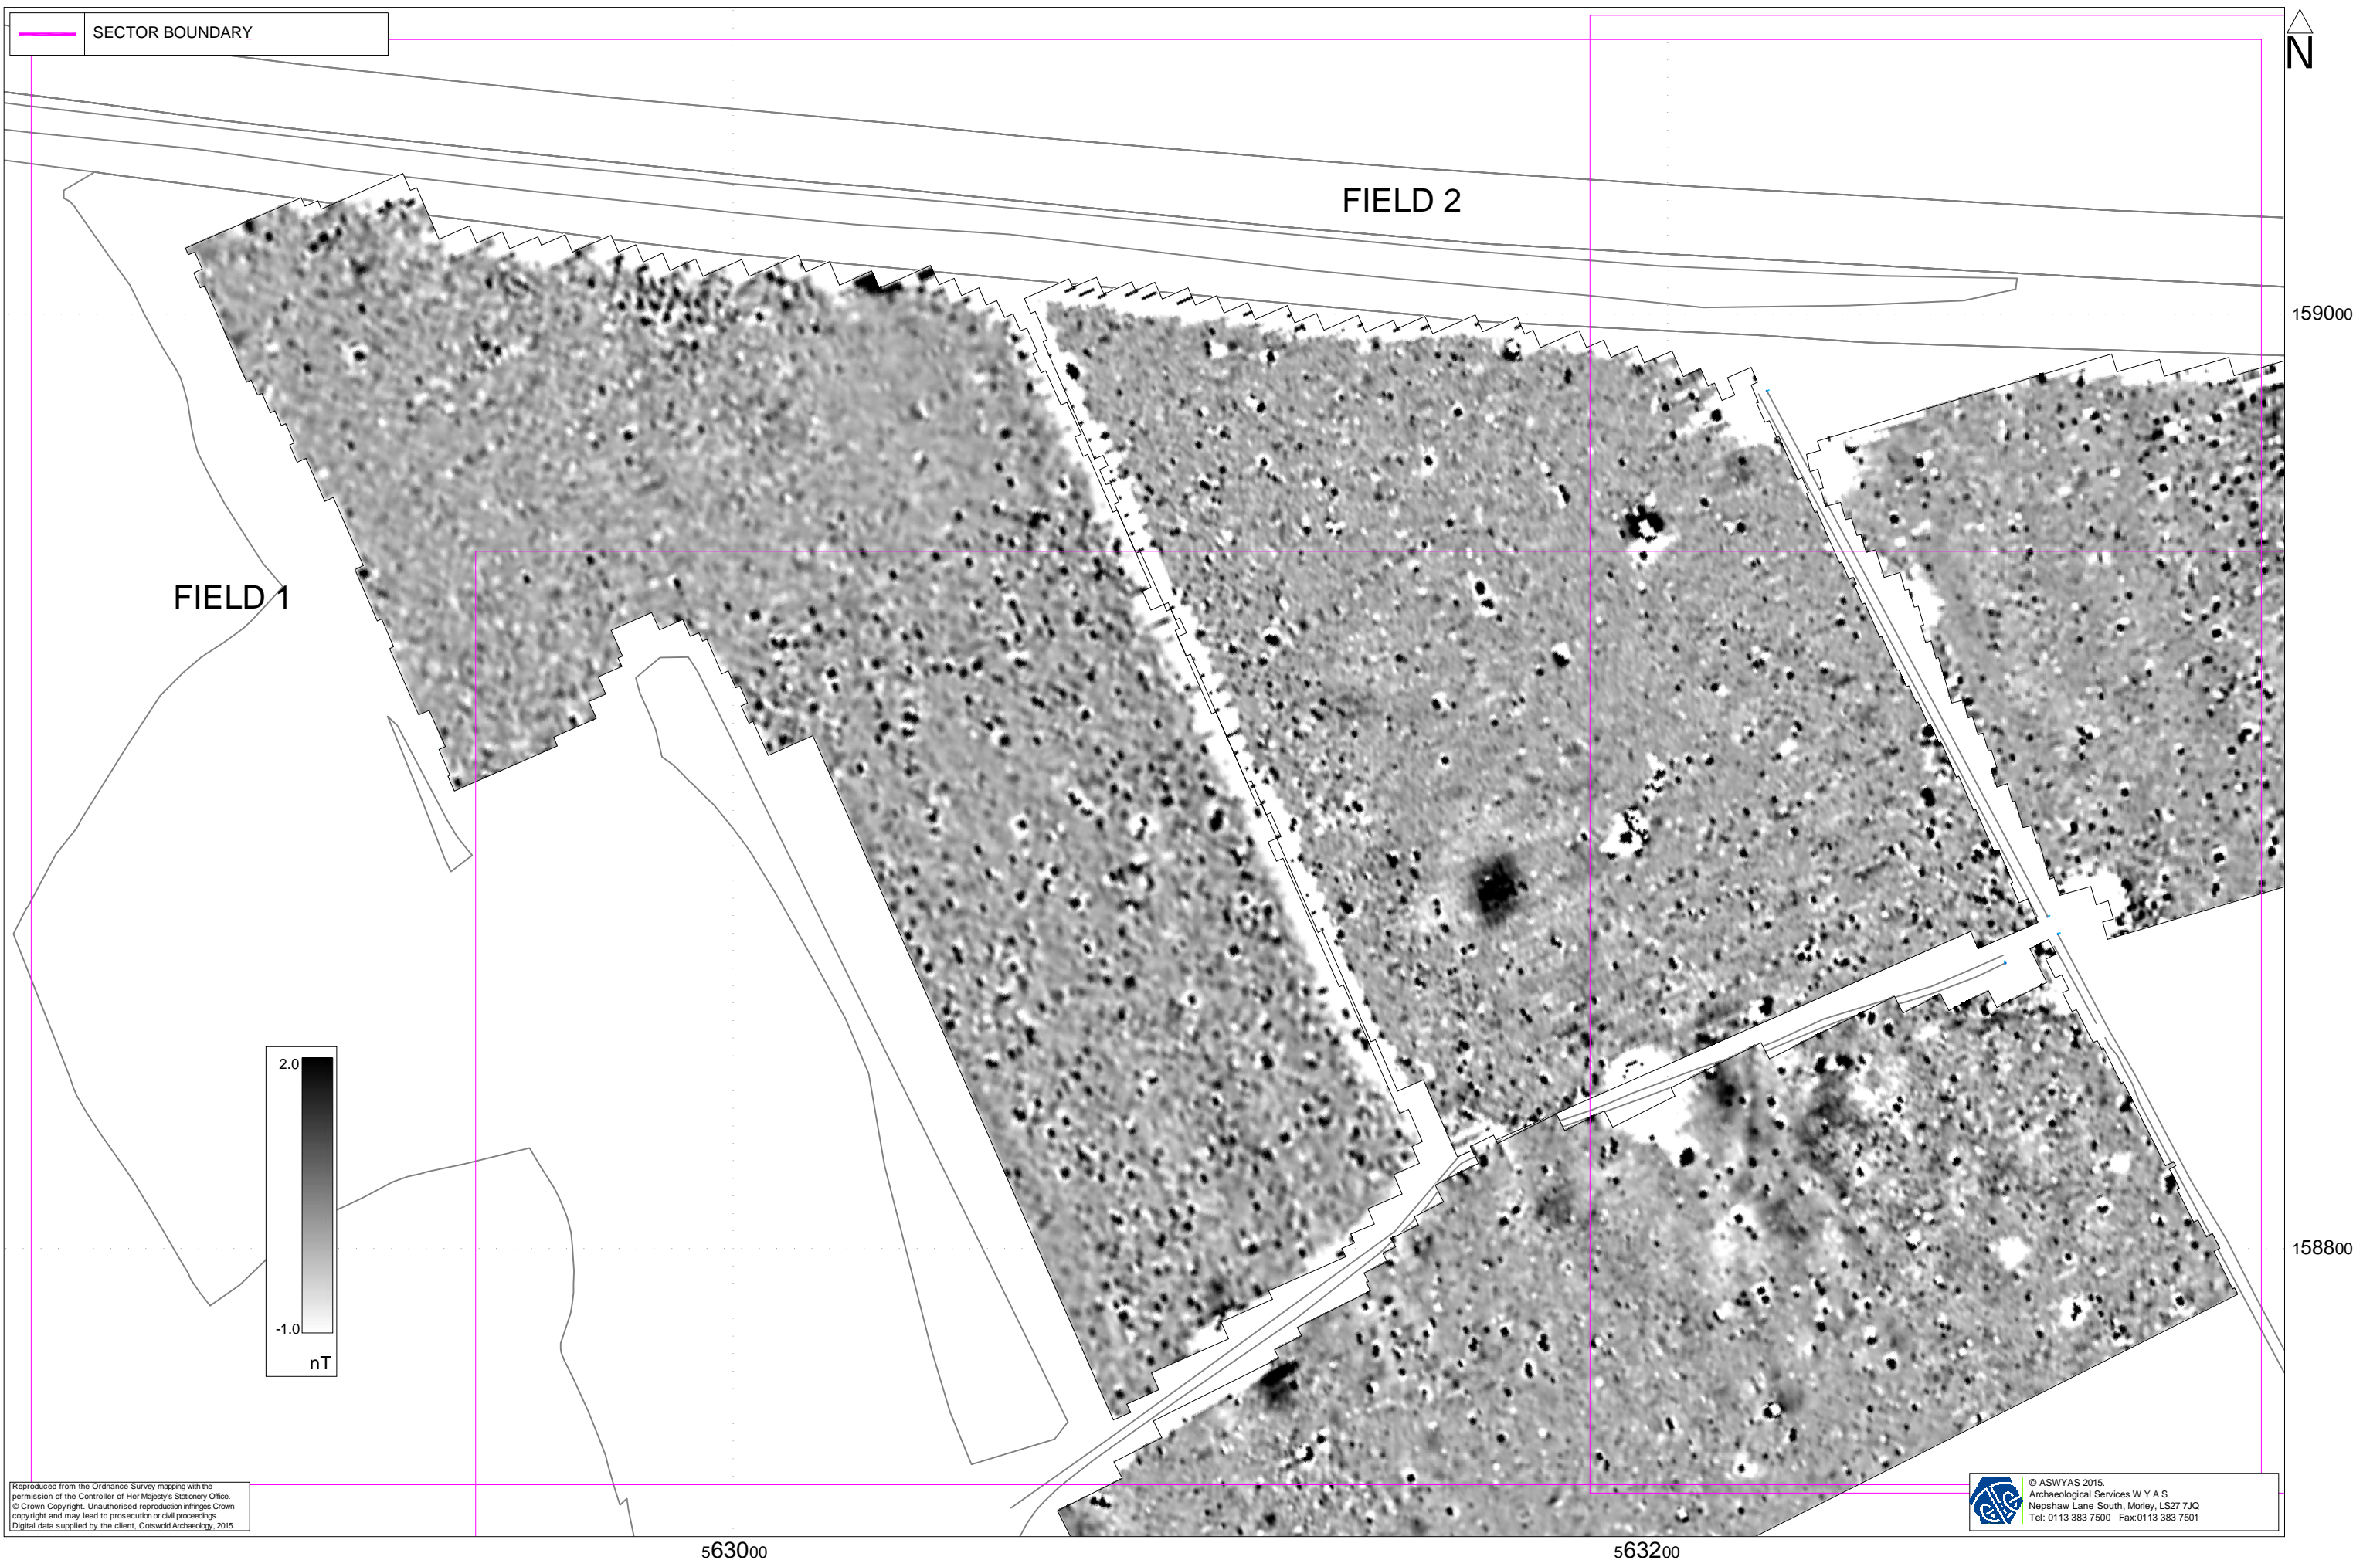 SECTOR BOUNDARY
N
FIELD 2
159000
FIELD 1
2.0
-1.0
nT
158800
Reproduced from the Ordnance Survey mapping with the
permission of the Controller of Her Majesty's Stationery Office.
© Crown Copyright. Unauthorised reproduction infringes Crown
copyright and may lead to prosecution or civil proceedings.
Digital data supplied by the client, Cotswold Archaeology, 2015.
© ASWYAS 2015.
Archaeological Services W Y A S
Nepshaw Lane South, Morley, LS27 7JQ
Tel: 0113 383 7500 Fax:0113 383 7501
563000
563200